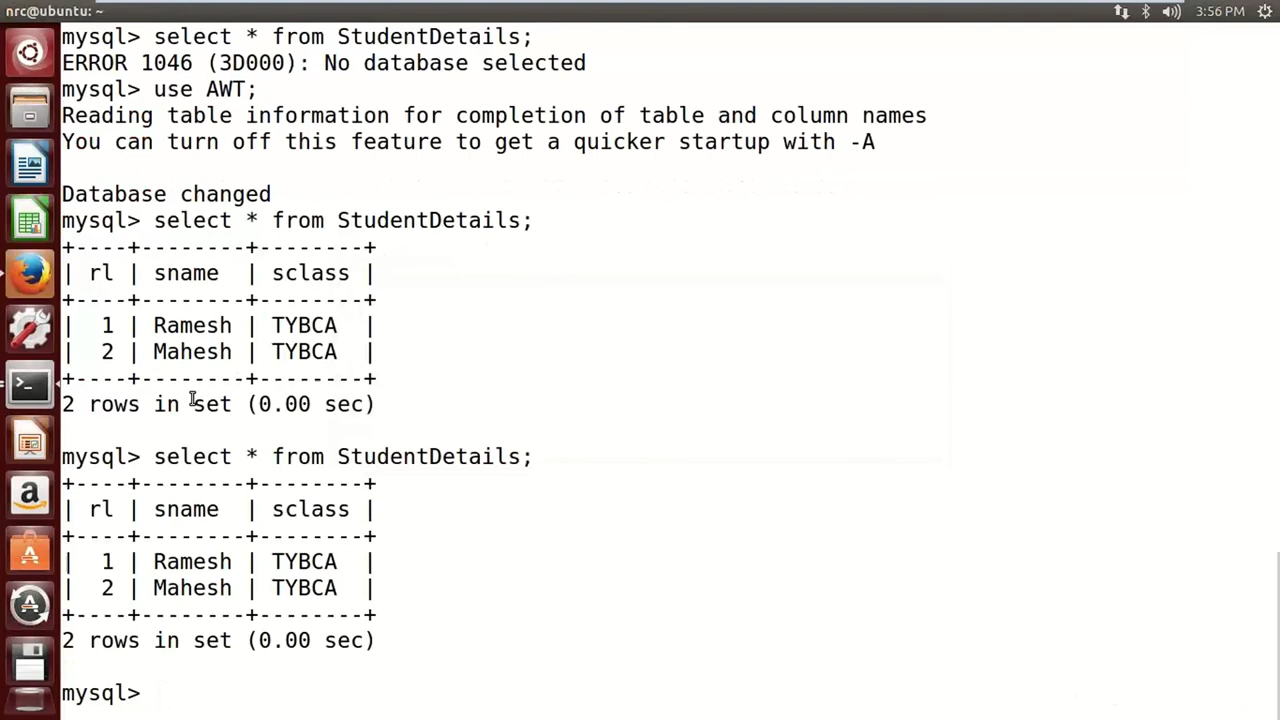 nrc@ubuntu: ~
3:56 PM
mysql> select * from StudentDetails;
ERROR 1046 (3D000): No database selected
mysql> use AWT;
Reading table information for completion of table and column names
You can turn off this feature to get a quicker startup with -A
Database changed
mysql> select * from StudentDetails;
+----+--------+--------+
| rl | sname  | sclass |
+----+--------+--------+
|  1 | Ramesh | TYBCA  |
|  2 | Mahesh | TYBCA  |
+----+--------+--------+
2 rows in set (0.00 sec)
mysql> select * from StudentDetails;
+----+--------+--------+
| rl | sname  | sclass |
+----+--------+--------+
|  1 | Ramesh | TYBCA  |
|  2 | Mahesh | TYBCA  |
+----+--------+--------+
2 rows in set (0.00 sec)
mysql>